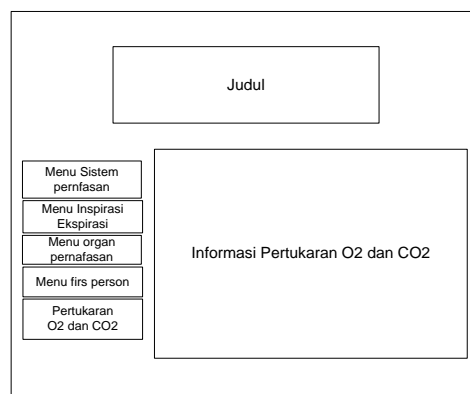 Judul
Menu Sistem
pernfasan
Menu Inspirasi
Ekspirasi
Menu organ
pernafasan
Menu firs person
Pertukaran
O2 dan CO2
Informasi Pertukaran O2 dan CO2